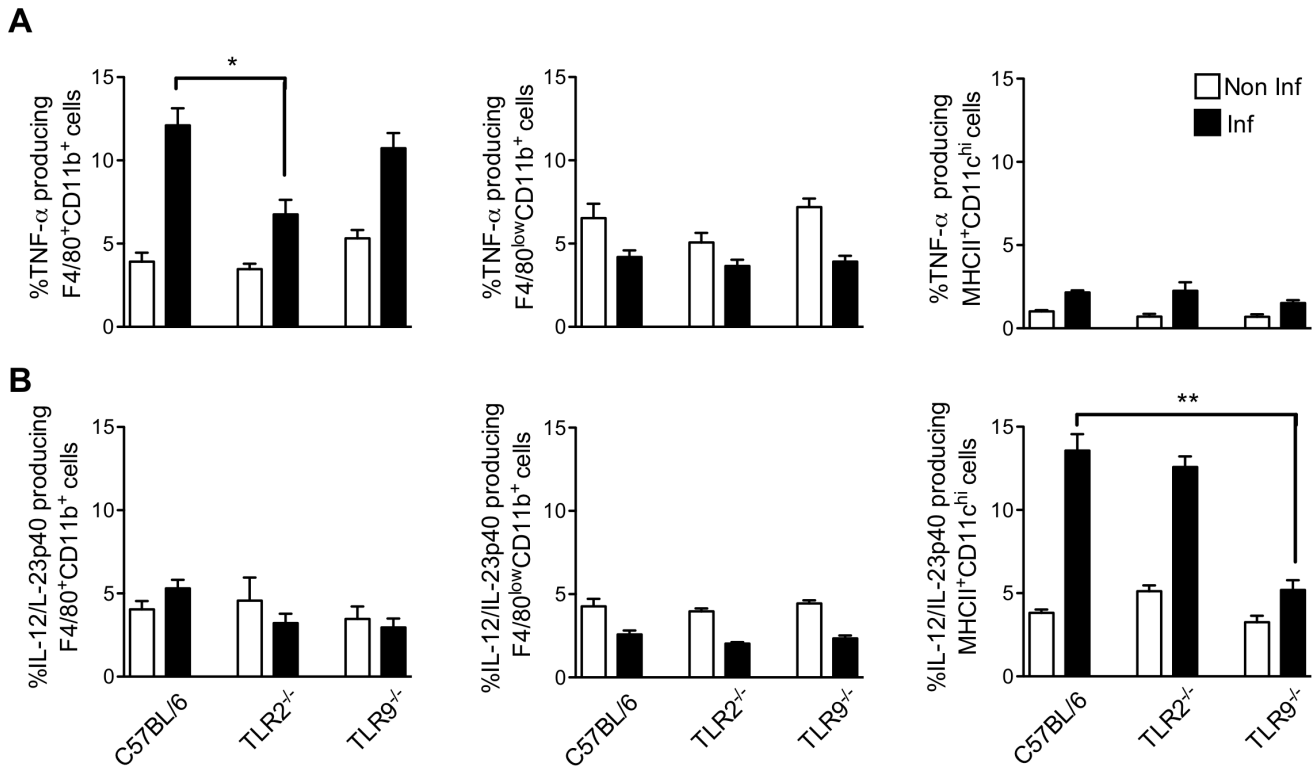 A
*
%TNF-α producing
F4/80⁺CD11b⁺ cells
15
10
5
0
%TNF-α producing
F4/80ˡᵒʷCD11b⁺ cells
15
10
5
0
%TNF-α producing
MHCII⁺CD11cʰⁱ cells
15
10
5
0
Non Inf
Inf
B
%IL-12/L-23p40 producing
F4/80⁺CD11b⁺ cells
15
10
5
0
C57BL/6
TLR2⁻/⁻
TLR9⁻/⁻
%IL-12/IL-23p40 producing
F4/80ˡᵒʷCD11b⁺ cells
15
10
5
0
C57BL/6
TLR2⁻/⁻
TLR9⁻/⁻
**
%IL-12/IL-23p40 producing
MHCII⁺CD11cʰⁱ cells
15
10
5
0
C57BL/6
TLR2⁻/⁻
TLR9⁻/⁻